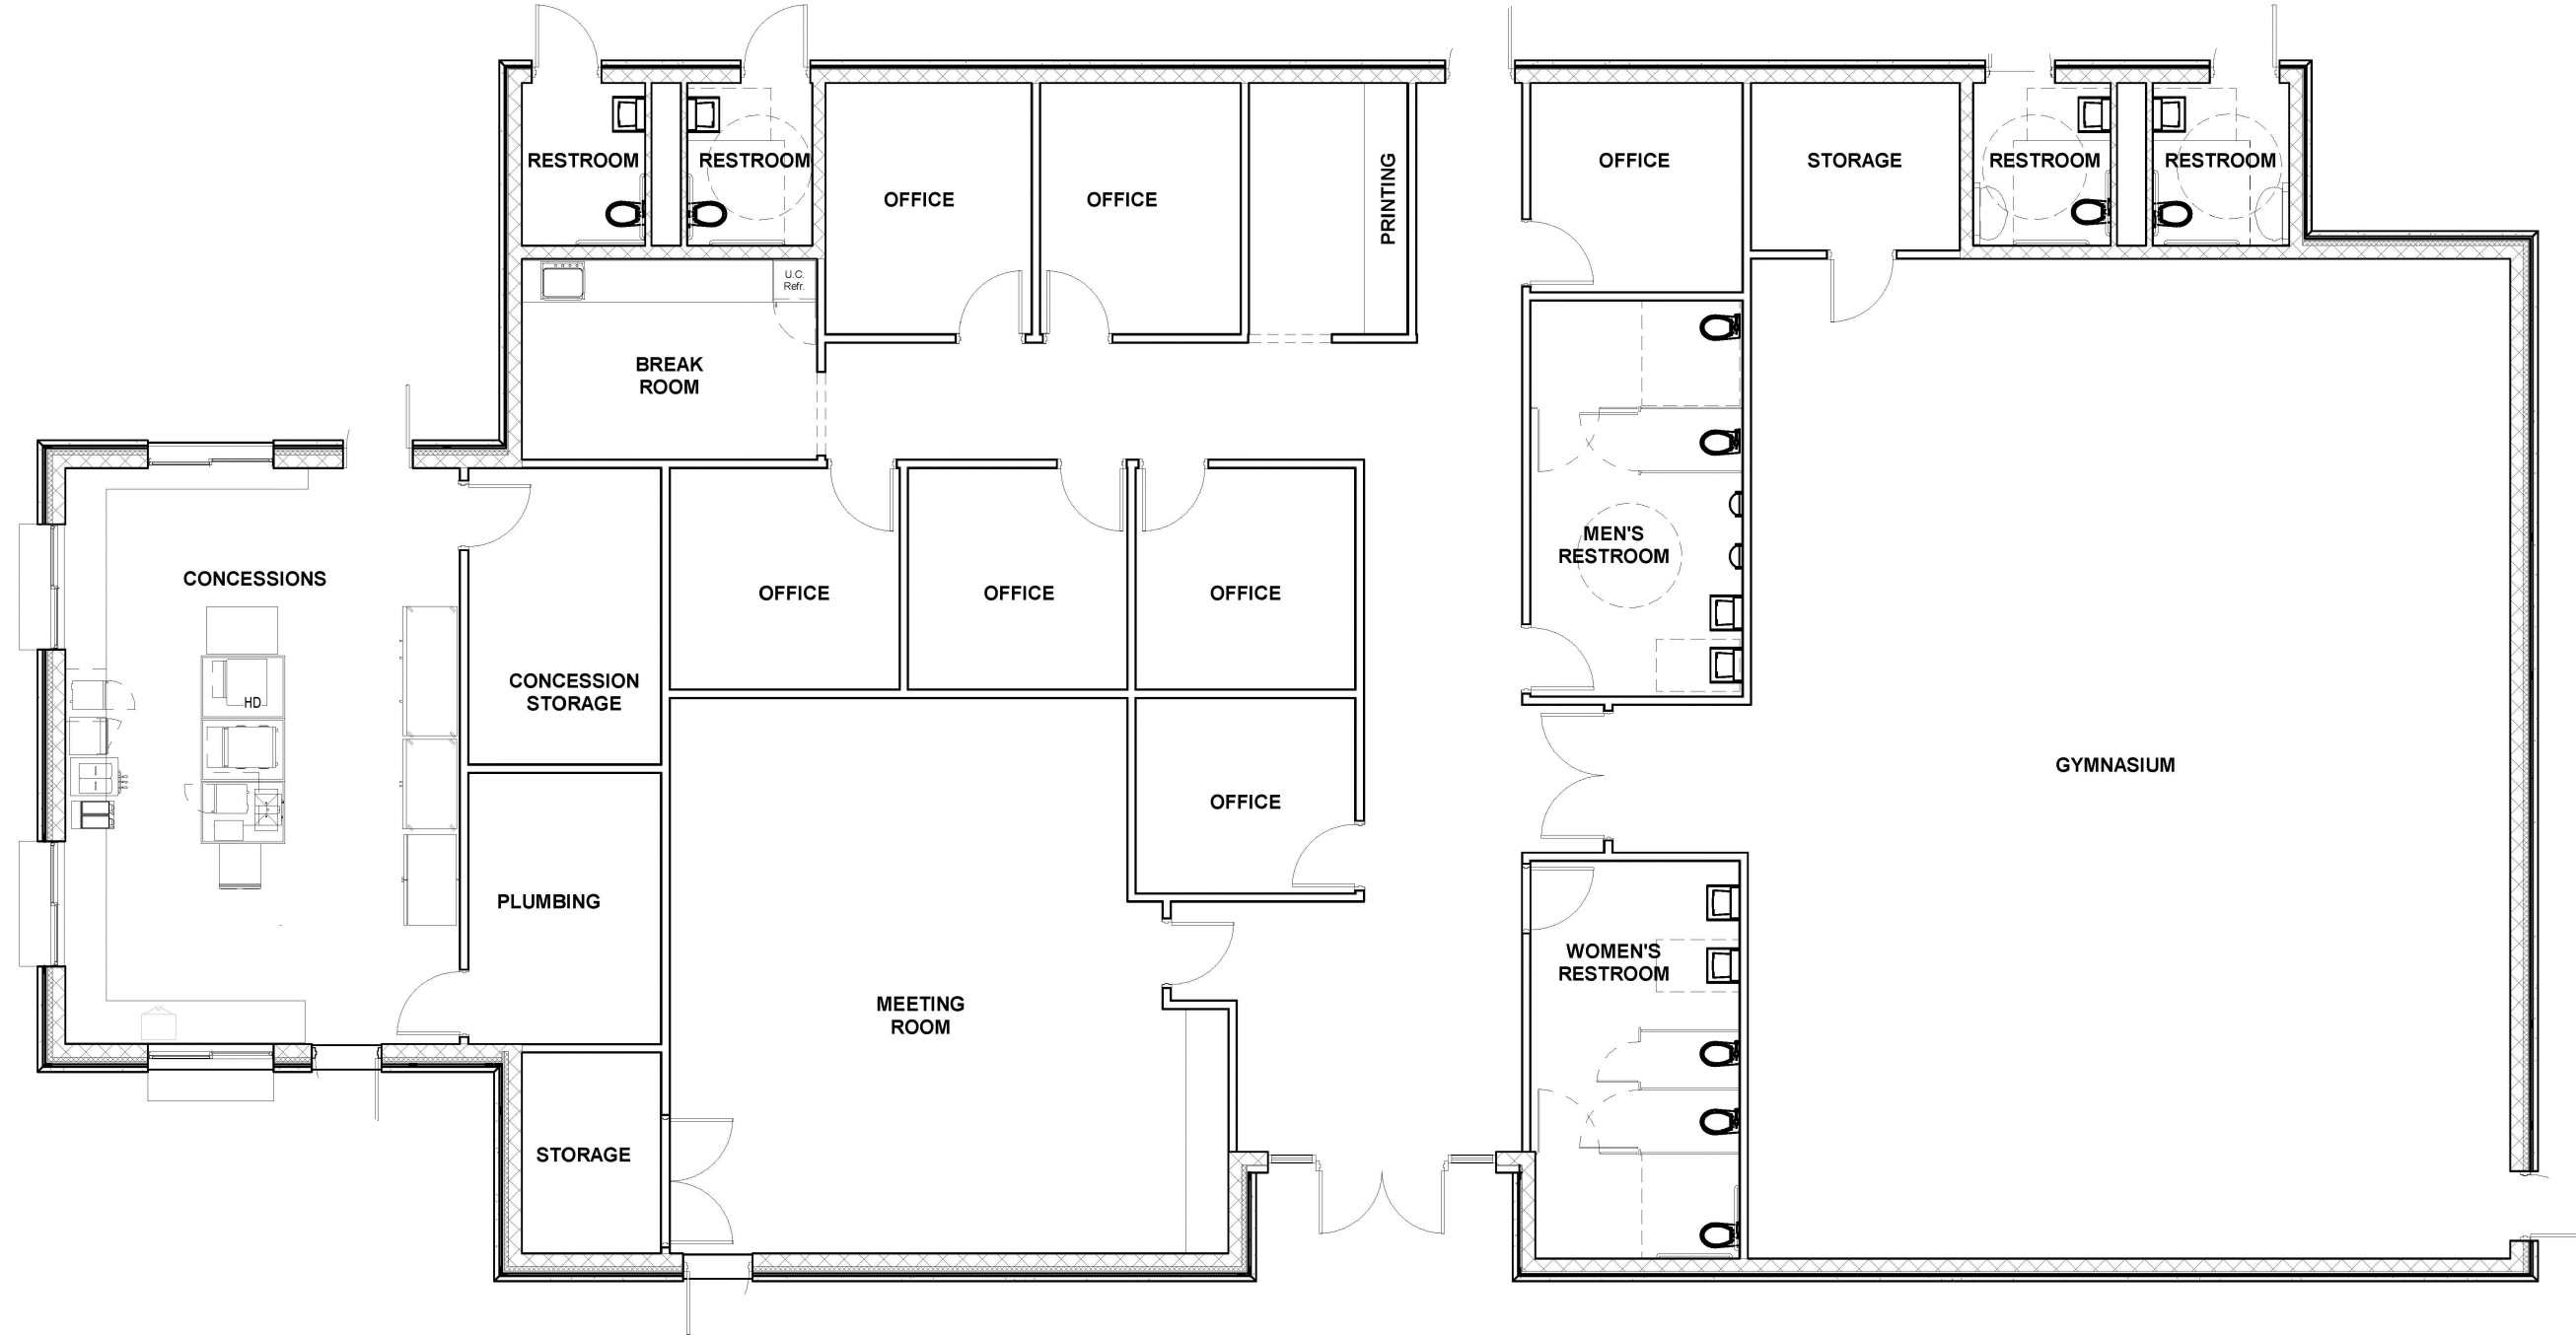 RESTROOM
RESTROOM
OFFICE
OFFICE
PRINTING
OFFICE
STORAGE
RESTROOM
RESTROOM
U.C.
Refr.
BREAK
ROOM
CONCESSIONS
CONCESSION
STORAGE
OFFICE
OFFICE
OFFICE
MEN'S
RESTROOM
HD
OFFICE
GYMNASIUM
PLUMBING
MEETING
ROOM
WOMEN'S
RESTROOM
STORAGE